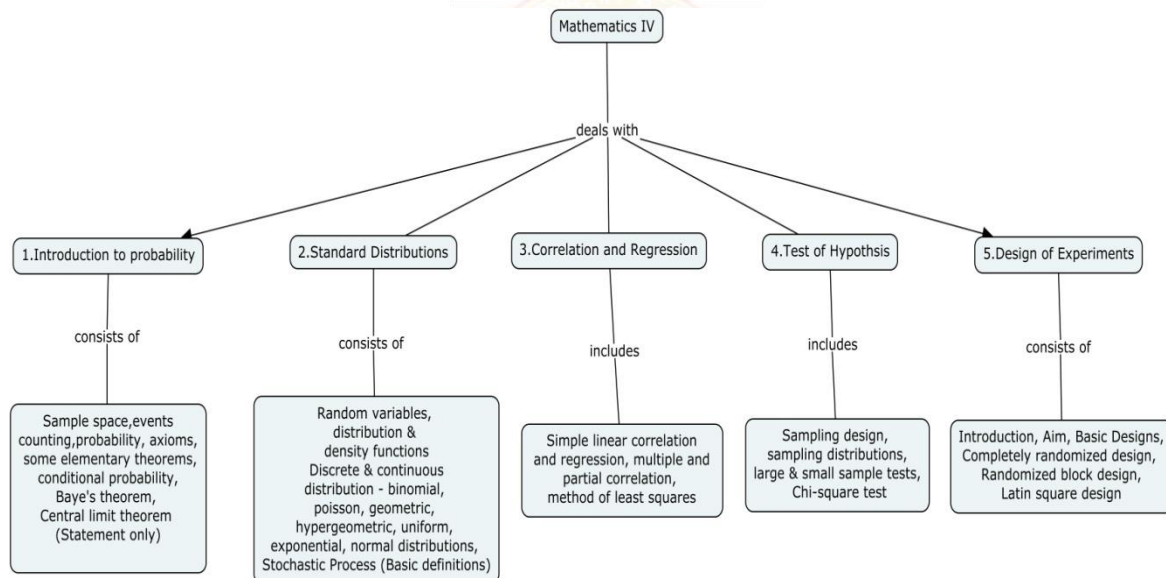 Mathematics IV
deals with
1.Introduction to probability
2.Standard Distributions
3.Correlation and Regression
4.Test of Hypothsis
5.Design of Experiments
consists of
consists of
includes
includes
consists of
Sample space,events
counting,probability, axioms,
some elementary theorems,
conditional probability,
Baye's theorem,
Central limit theorem
(Statement only)
Random variables,
distribution &
density functions
Discrete & continuous
distribution - binomial,
poisson, geometric,
hypergeometric, uniform,
exponential, normal distributions,
Stochastic Process (Basic definitions)
Simple linear correlation
and regression, multiple and
partial correlation,
method of least squares
Sampling design,
sampling distributions,
large & small sample tests,
Chi-square test
Introduction, Aim, Basic Designs,
Completely randomized design,
Randomized block design,
Latin square design